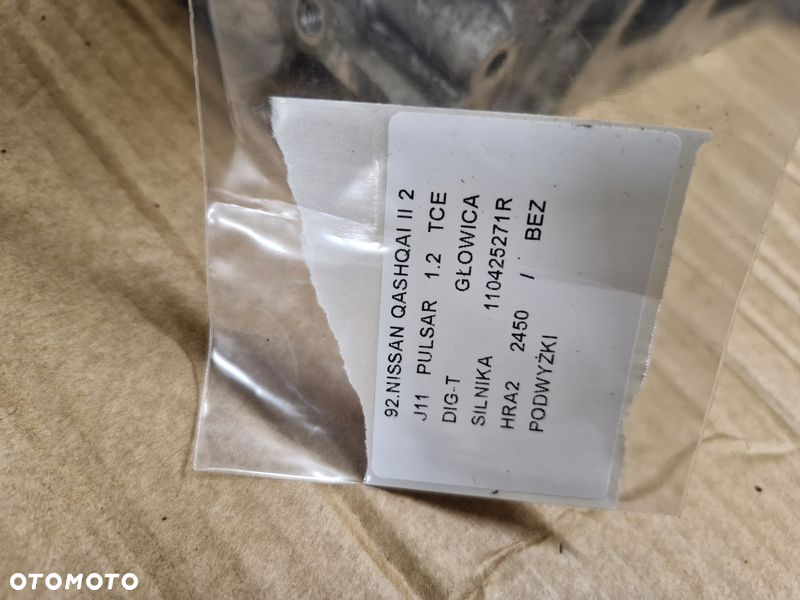 92.NISSAN QASHQAI II 2
J11 PULSAR 1.2 TCE
DIG-T GŁOWICA
SILNIKA 110425271R
HRA2 2450 / BEZ
PODWYŻKI
OTOMOTO